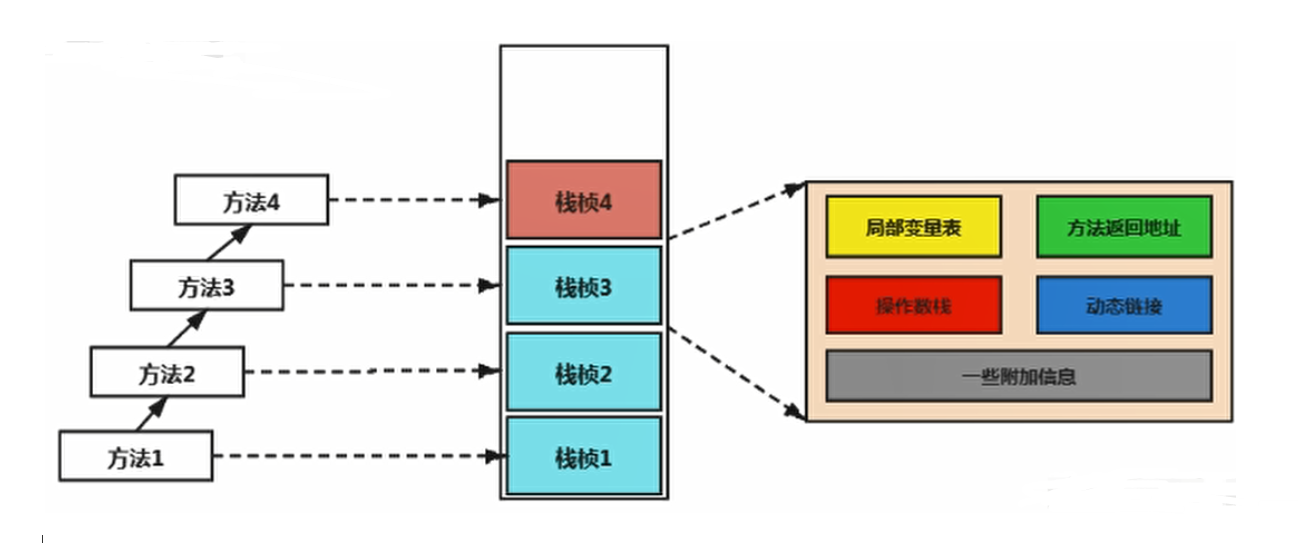 方法4
方法3
方法2
方法1
栈桢4
栈桢3
栈桢2
栈桢1
局部变量表
方法返回地址
操作数栈
动态链接
一些附加信息